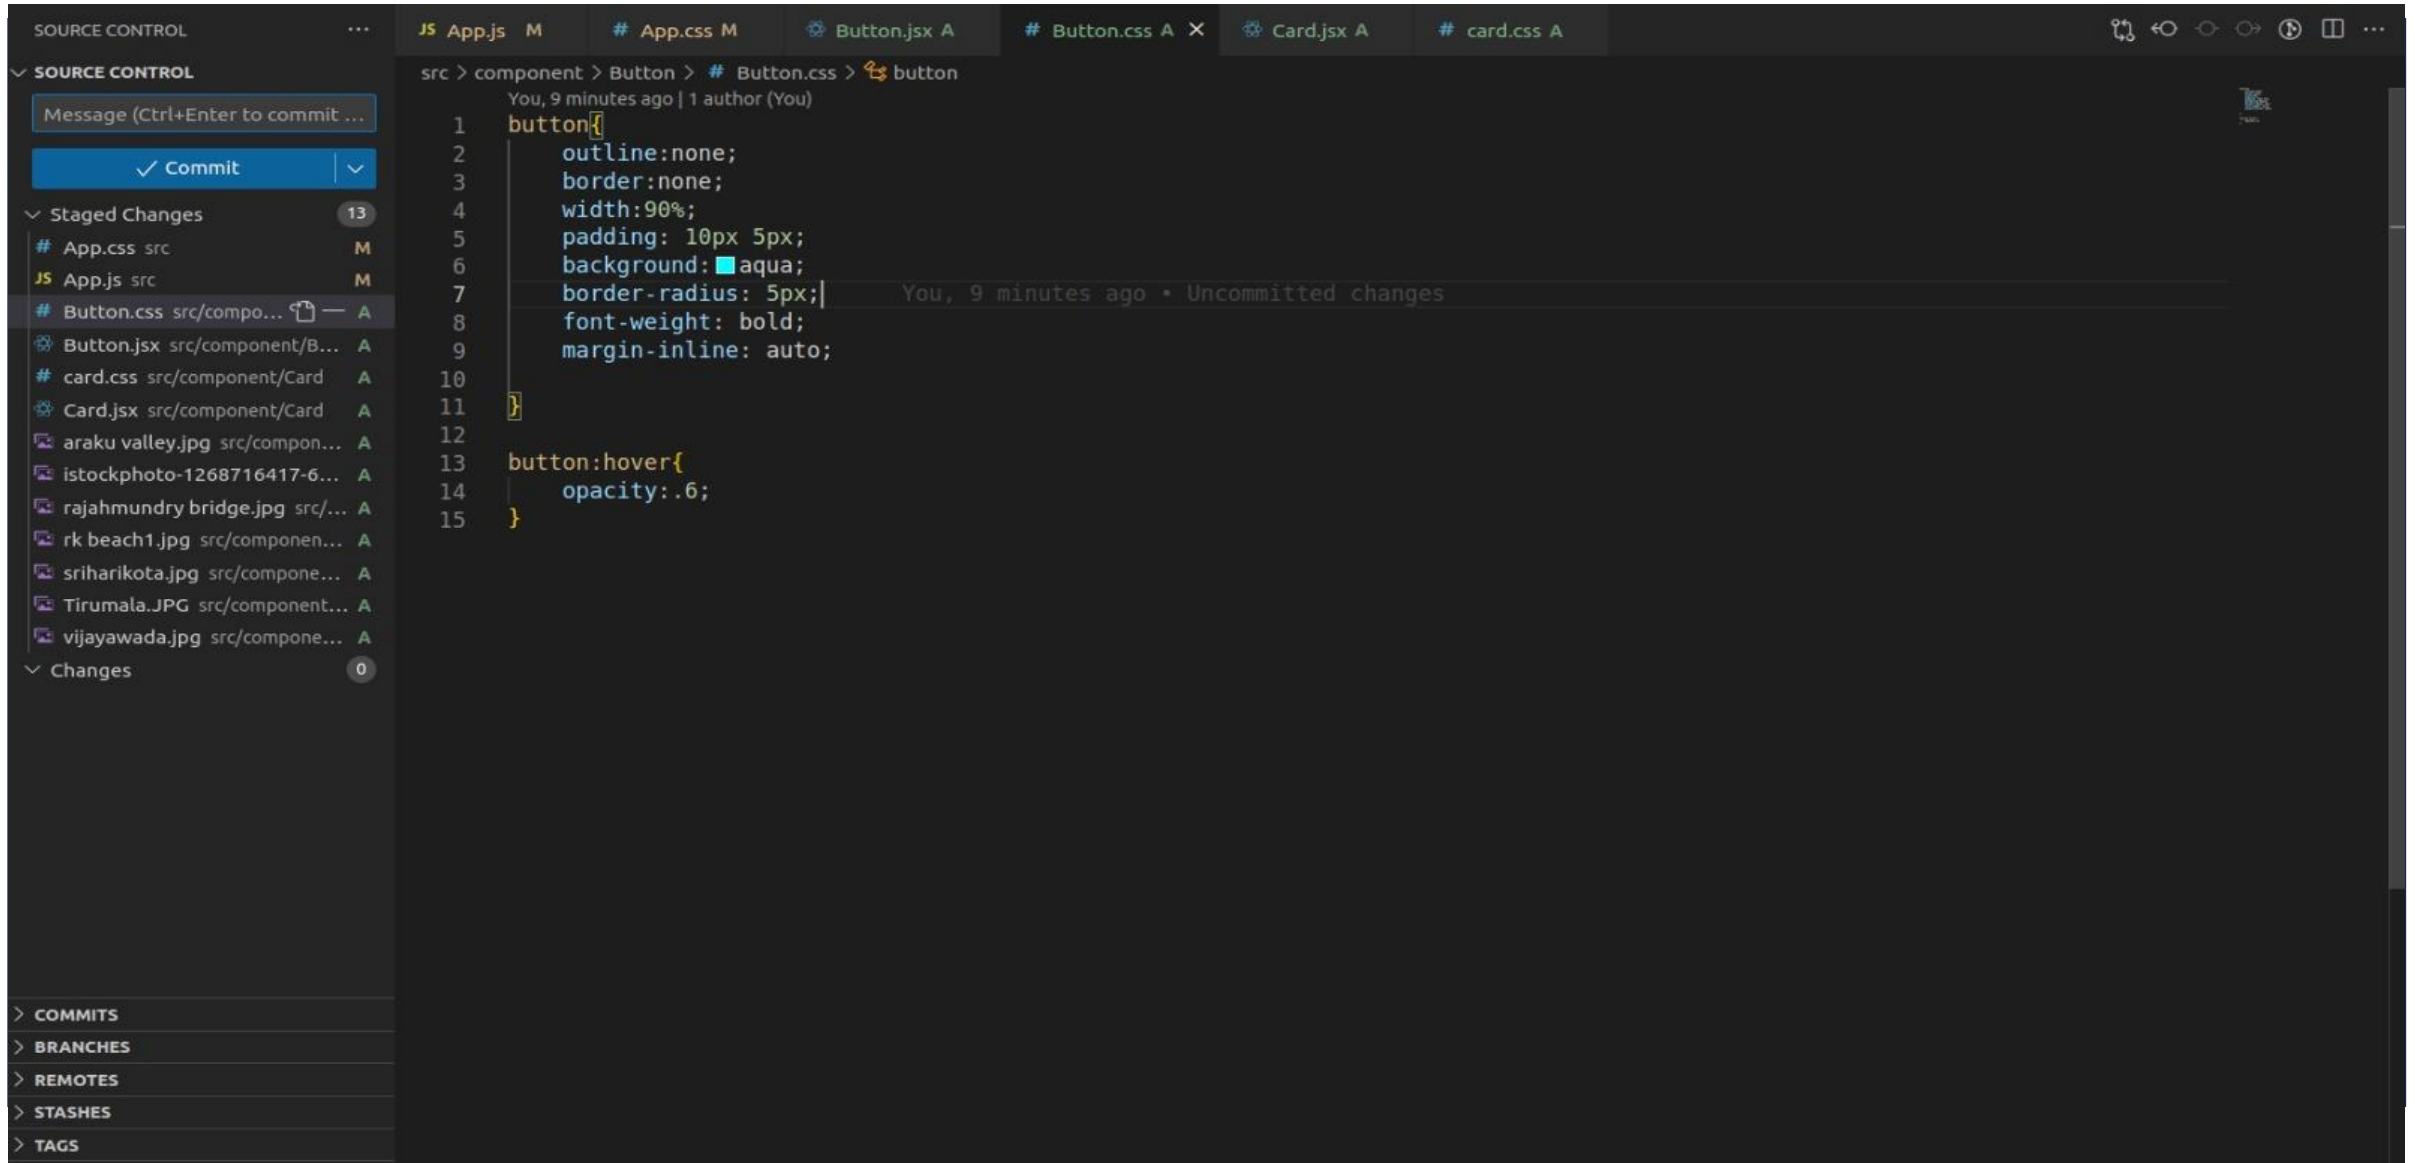 SOURCE CONTROL ...
SOURCE CONTROL
Message (Ctrl+Enter to commit ...
Commit
Staged Changes 13
# App.css src M
JS App.js src M
# Button.css src/compo... A
Button.jsx src/component/B... A
# card.css src/component/Card A
Card.jsx src/component/Card A
araku valley.jpg src/compon... A
istockphoto-1268716417-6... A
rajahmundry bridge.jpg src/... A
rk beach1.jpg src/componen... A
sriharikota.jpg src/compone... A
Tirumala.JPG src/component... A
vijayawada.jpg src/compone... A
Changes 0
> COMMITS
> BRANCHES
> REMOTES
> STASHES
> TAGS
JS App.js M # App.css M Button.jsx A # Button.css A Card.jsx A # card.css A
src > component > Button > # Button.css > button
You, 9 minutes ago | 1 author (You)
1 button{
2 outline:none;
3 border:none;
4 width:90%;
5 padding: 10px 5px;
6 background: aqua;
7 border-radius: 5px; You, 9 minutes ago • Uncommitted changes
8 font-weight: bold;
9 margin-inline: auto;
10
11 }
12
13 button:hover{
14 opacity:.6;
15 }